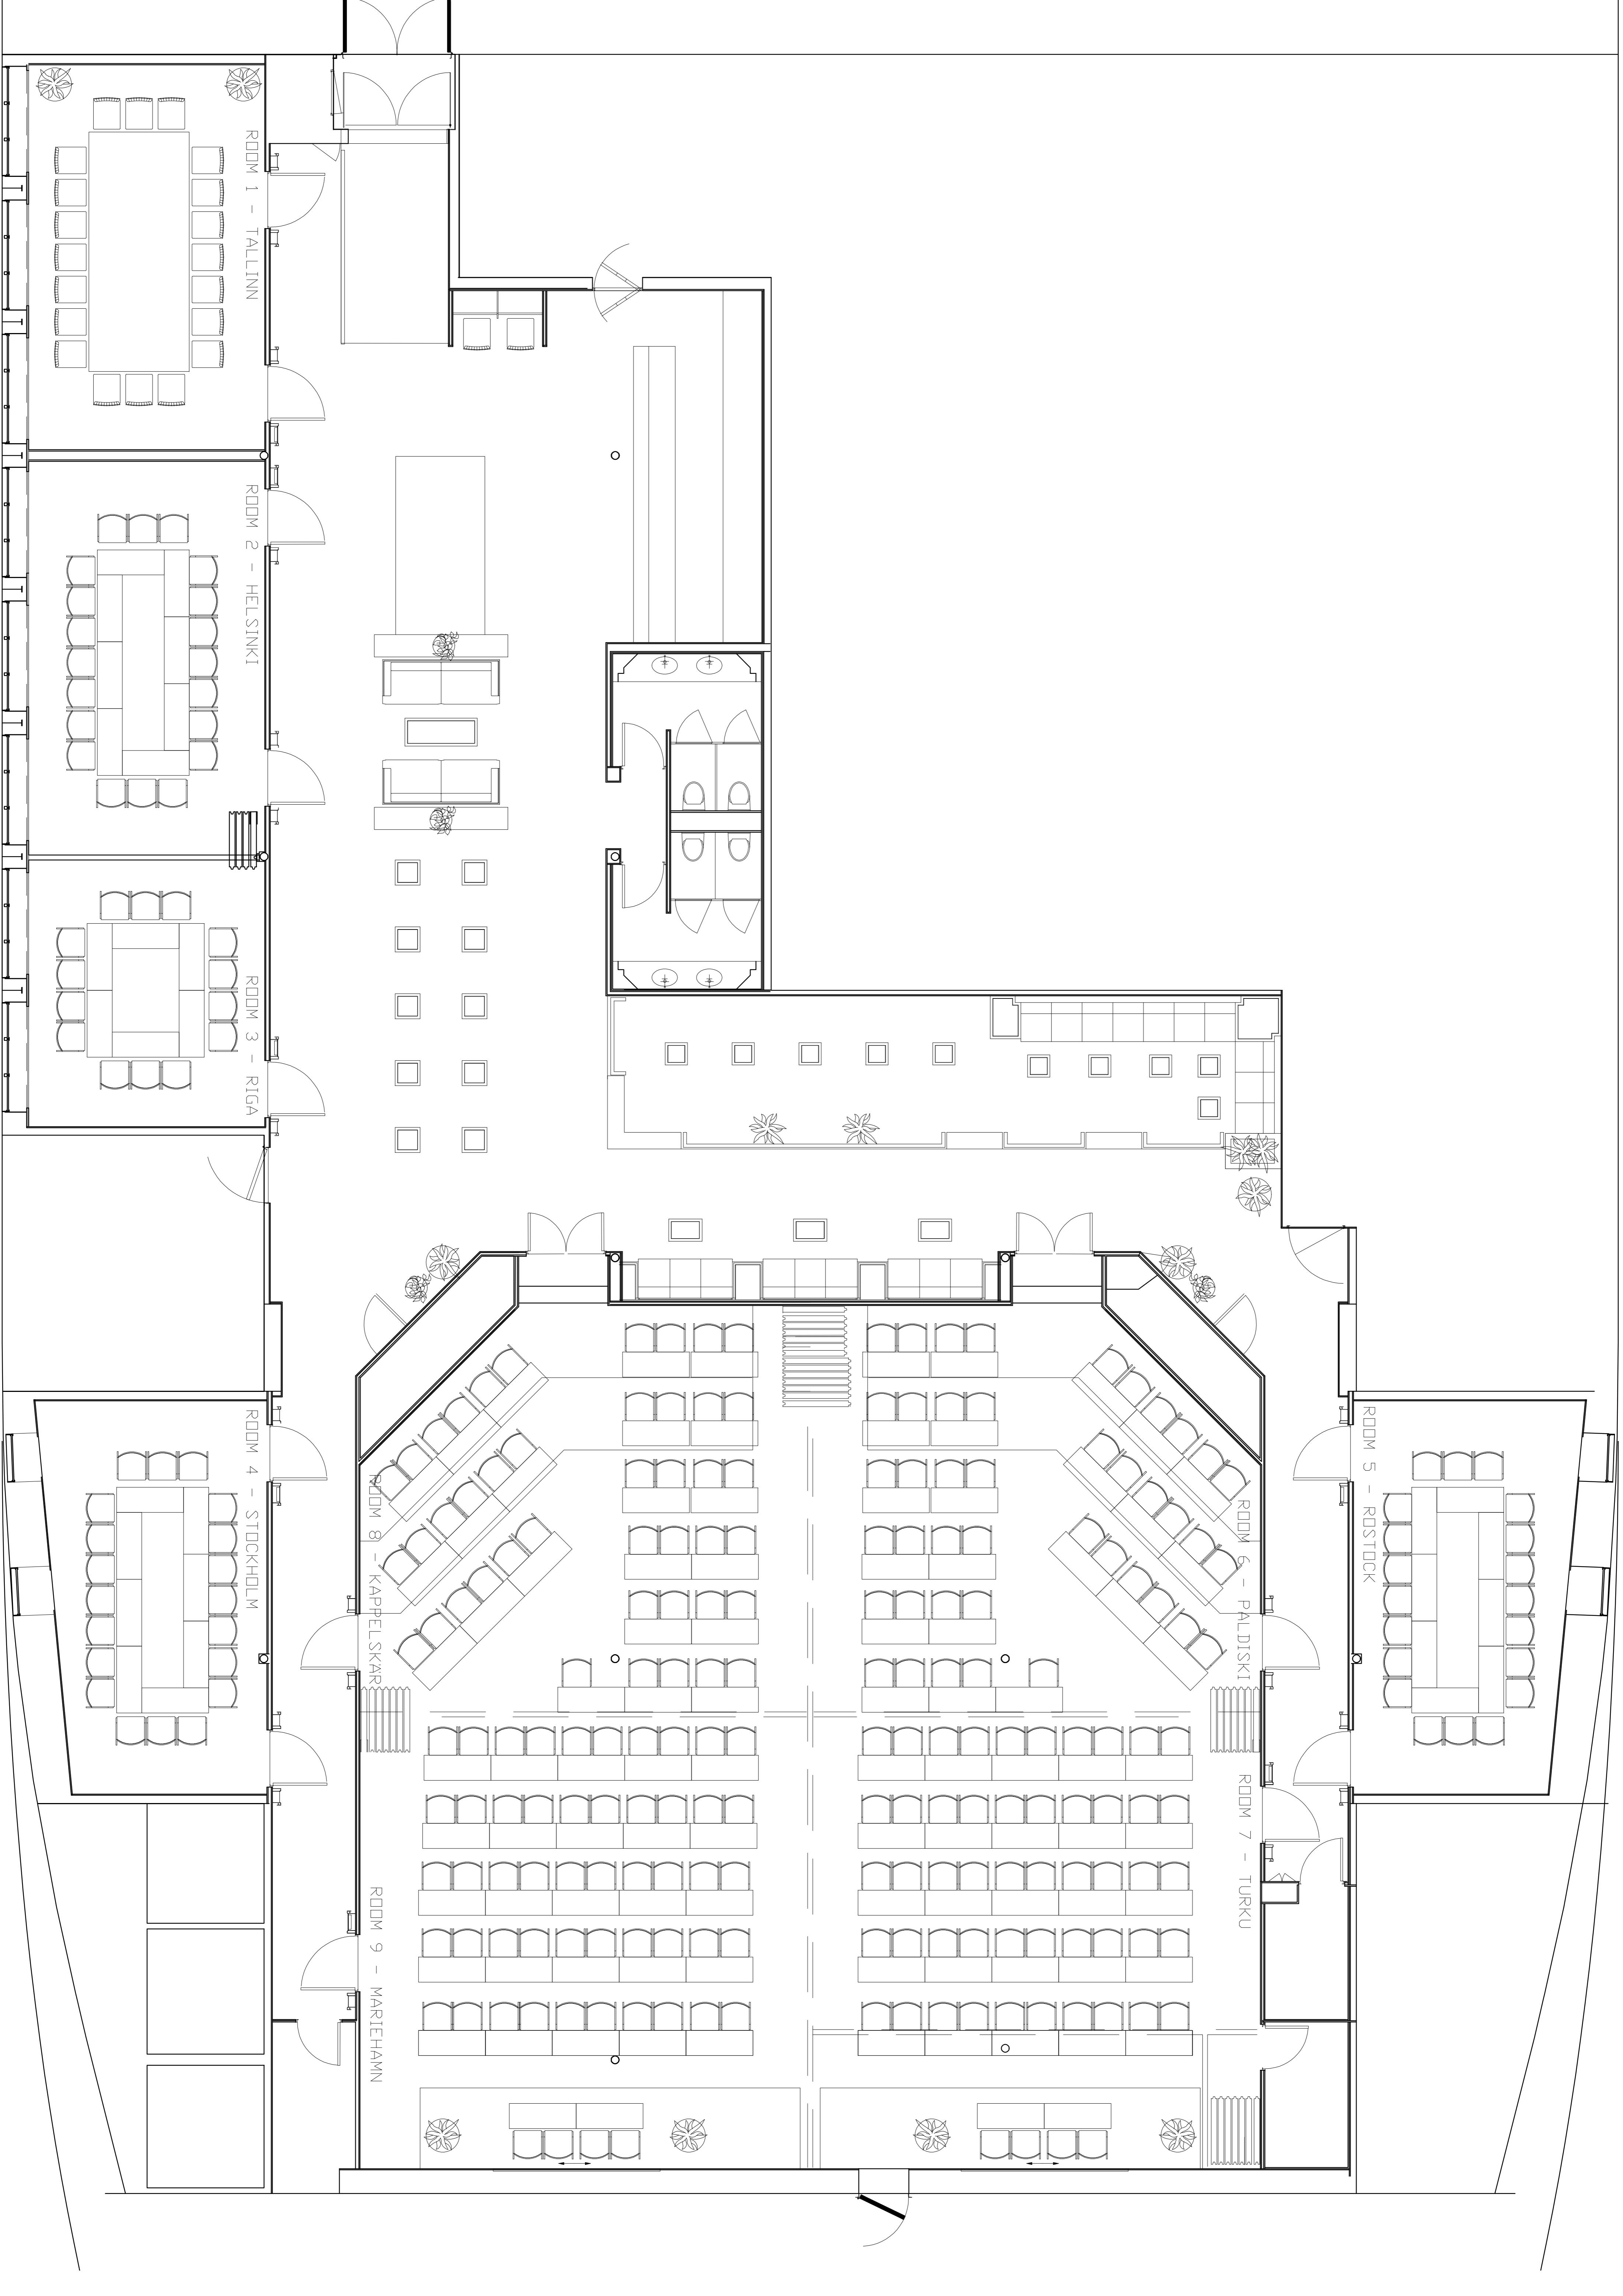 ROOM 1 - TALLINN
ROOM 2 - HELSINKI
ROOM 3 - RIGA
ROOM 4 - STOCKHOLM
ROOM 5 - ROSTOCK
ROOM 8 - KAPPELSKÄR
ROOM 6 - PALDISKI
ROOM 7 - TURKU
ROOM 9 - MARIEHAMN